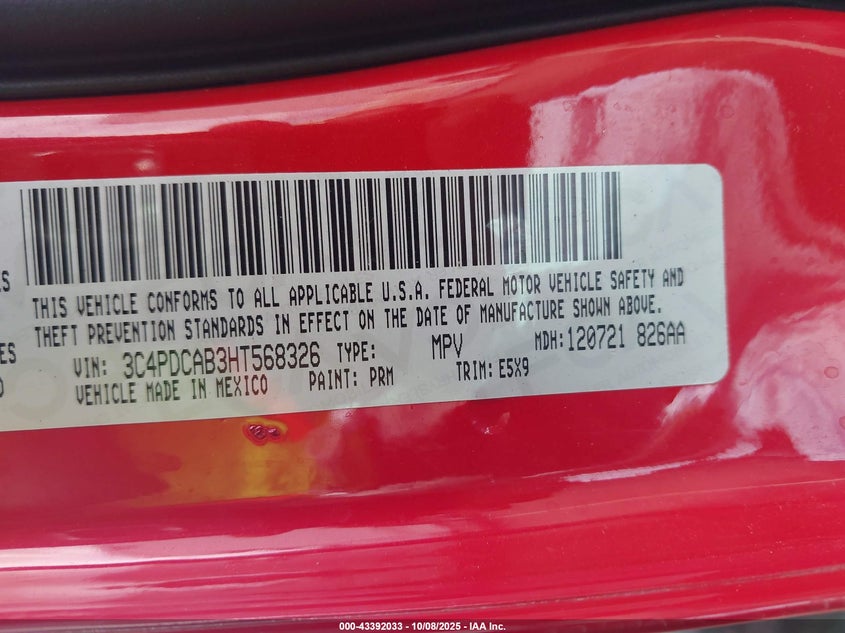 ES
THIS VEHICLE CONFORMS TO ALL APPLICABLE U.S.A. FEDERAL MOTOR VEHICLE SAFETY AND
THEFT PREVENTION STANDARDS IN EFFECT ON THE DATE OF MANUFACTURE SHOWN ABOVE.
ES VIN: 3C4PDCAB3HT568326 TYPE: MPV MDH:120721 826AA
D VEHICLE MADE IN MEXICO PAINT: PRM TRIM: E5X9
000-43392033 - 10/08/2025 - IAA Inc.